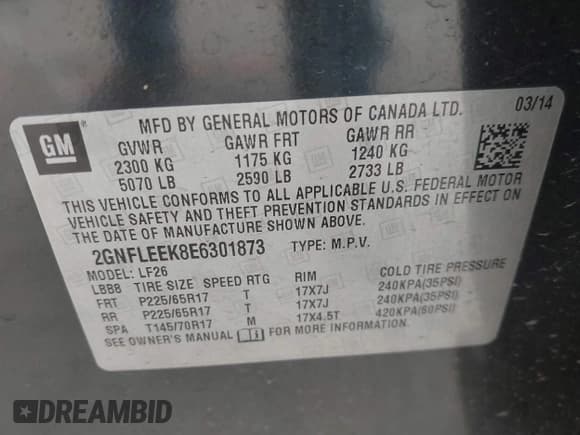 MFD BY GENERAL MOTORS OF CANADA LTD. 03/14
GM
GVWR GAWR FRT GAWR RR
2300 KG 1175 KG 1240 KG
5070 LB 2590 LB 2733 LB
THIS VEHICLE CONFORMS TO ALL APPLICABLE U.S. FEDERAL MOTOR
VEHICLE SAFETY AND THEFT PREVENTION STANDARDS IN EFFECT ON
THE DATE OF MANUFACTURE SHOWN ABOVE.
2GNFLEEK8E6301873 TYPE: M.P.V.
MODEL: LF26
LBBB TIRE SIZE SPEED RTG RIM COLD TIRE PRESSURE
FRT P225/65R17 T 17X7J 240KPA(35PSI)
RR P225/65R17 T 17X7J 240KPA(35PSI)
SPA T145/70R17 M 17X4.5T 420KPA(60PSI)
SEE OWNER'S MANUAL FOR MORE INFORMATION.
DREAMBID